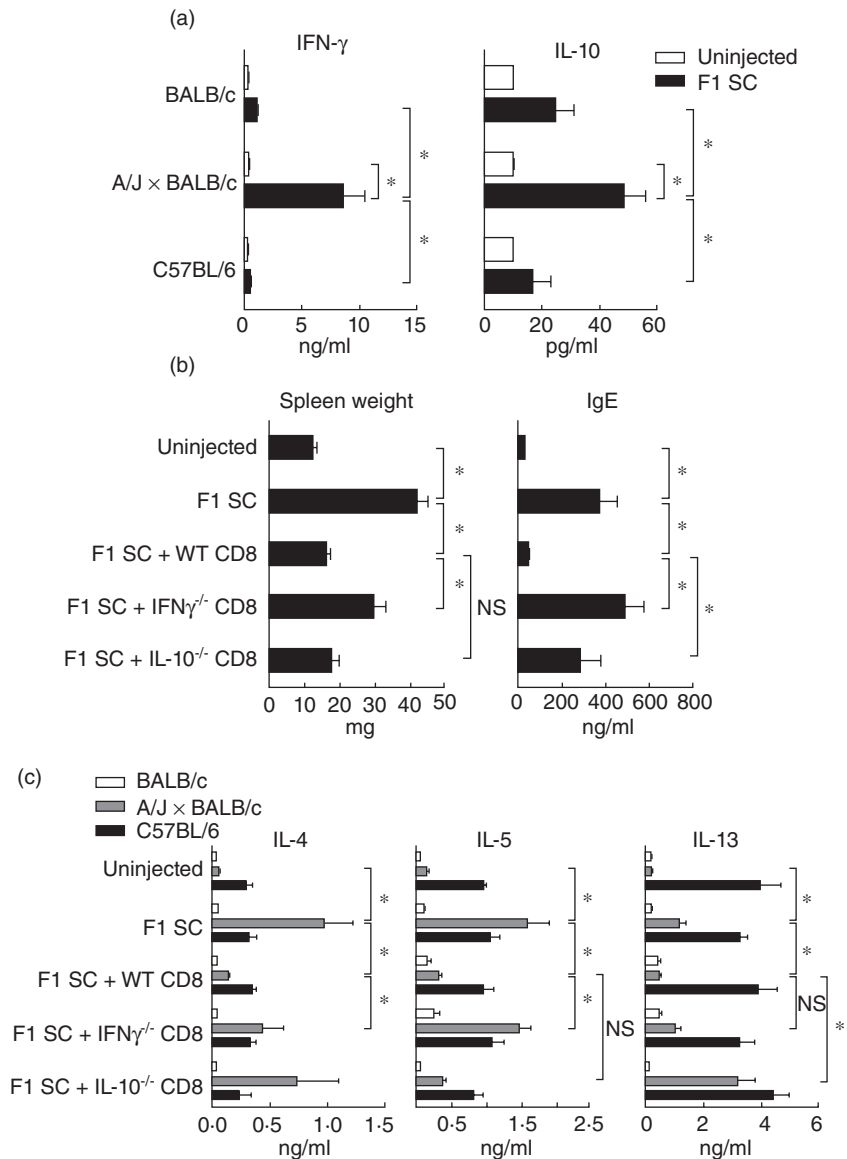 (a)
IFN-γ
IL-10
Uninjected
F1 SC
BALB/c
A/J × BALB/c
C57BL/6
*
*
*
*
*
*
0 5 10 15
ng/ml
0 20 40 60
pg/ml
(b)
Spleen weight
IgE
Uninjected
F1 SC
F1 SC + WT CD8
F1 SC + IFNγ-/- CD8
F1 SC + IL-10-/- CD8
*
*
*
NS
*
*
*
*
0 10 20 30 40 50
mg
0 200 400 600 800
ng/ml
(c)
BALB/c
A/J × BALB/c
C57BL/6
IL-4
IL-5
IL-13
Uninjected
F1 SC
F1 SC + WT CD8
F1 SC + IFNγ-/- CD8
F1 SC + IL-10-/- CD8
*
*
*
*
*
*
NS
*
*
NS
*
0·0 0·5 1·0 1·5
ng/ml
0·5 1·5 2·5
ng/ml
0 2 4 6
ng/ml